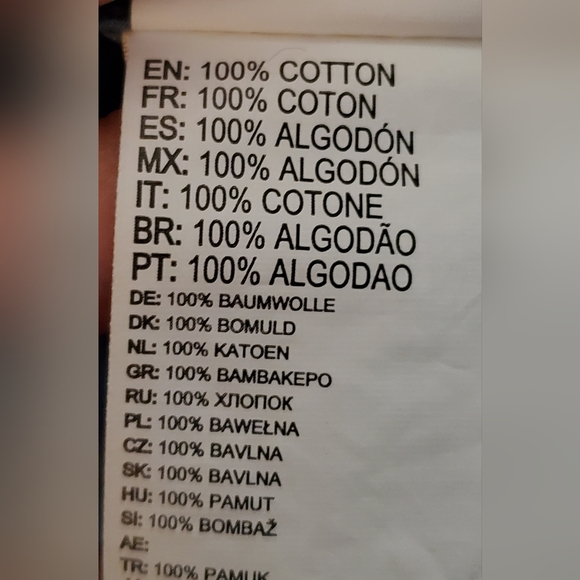 EN: 100% COTTON
FR: 100% COTON
ES: 100% ALGODÓN
MX: 100% ALGODÓN
IT: 100% COTONE
BR: 100% ALGODÃO
PT: 100% ALGODAO
DE: 100% BAUMWOLLE
DK: 100% BOMULD
NL: 100% KATOEN
GR: 100% BAMBAKEPO
RU: 100% ХЛОПОК
PL: 100% BAWEŁNA
CZ: 100% BAVLNA
SK: 100% BAVLNA
HU: 100% PAMUT
SI: 100% BOMBAŽ
AE:
TR: 100% PAMUK